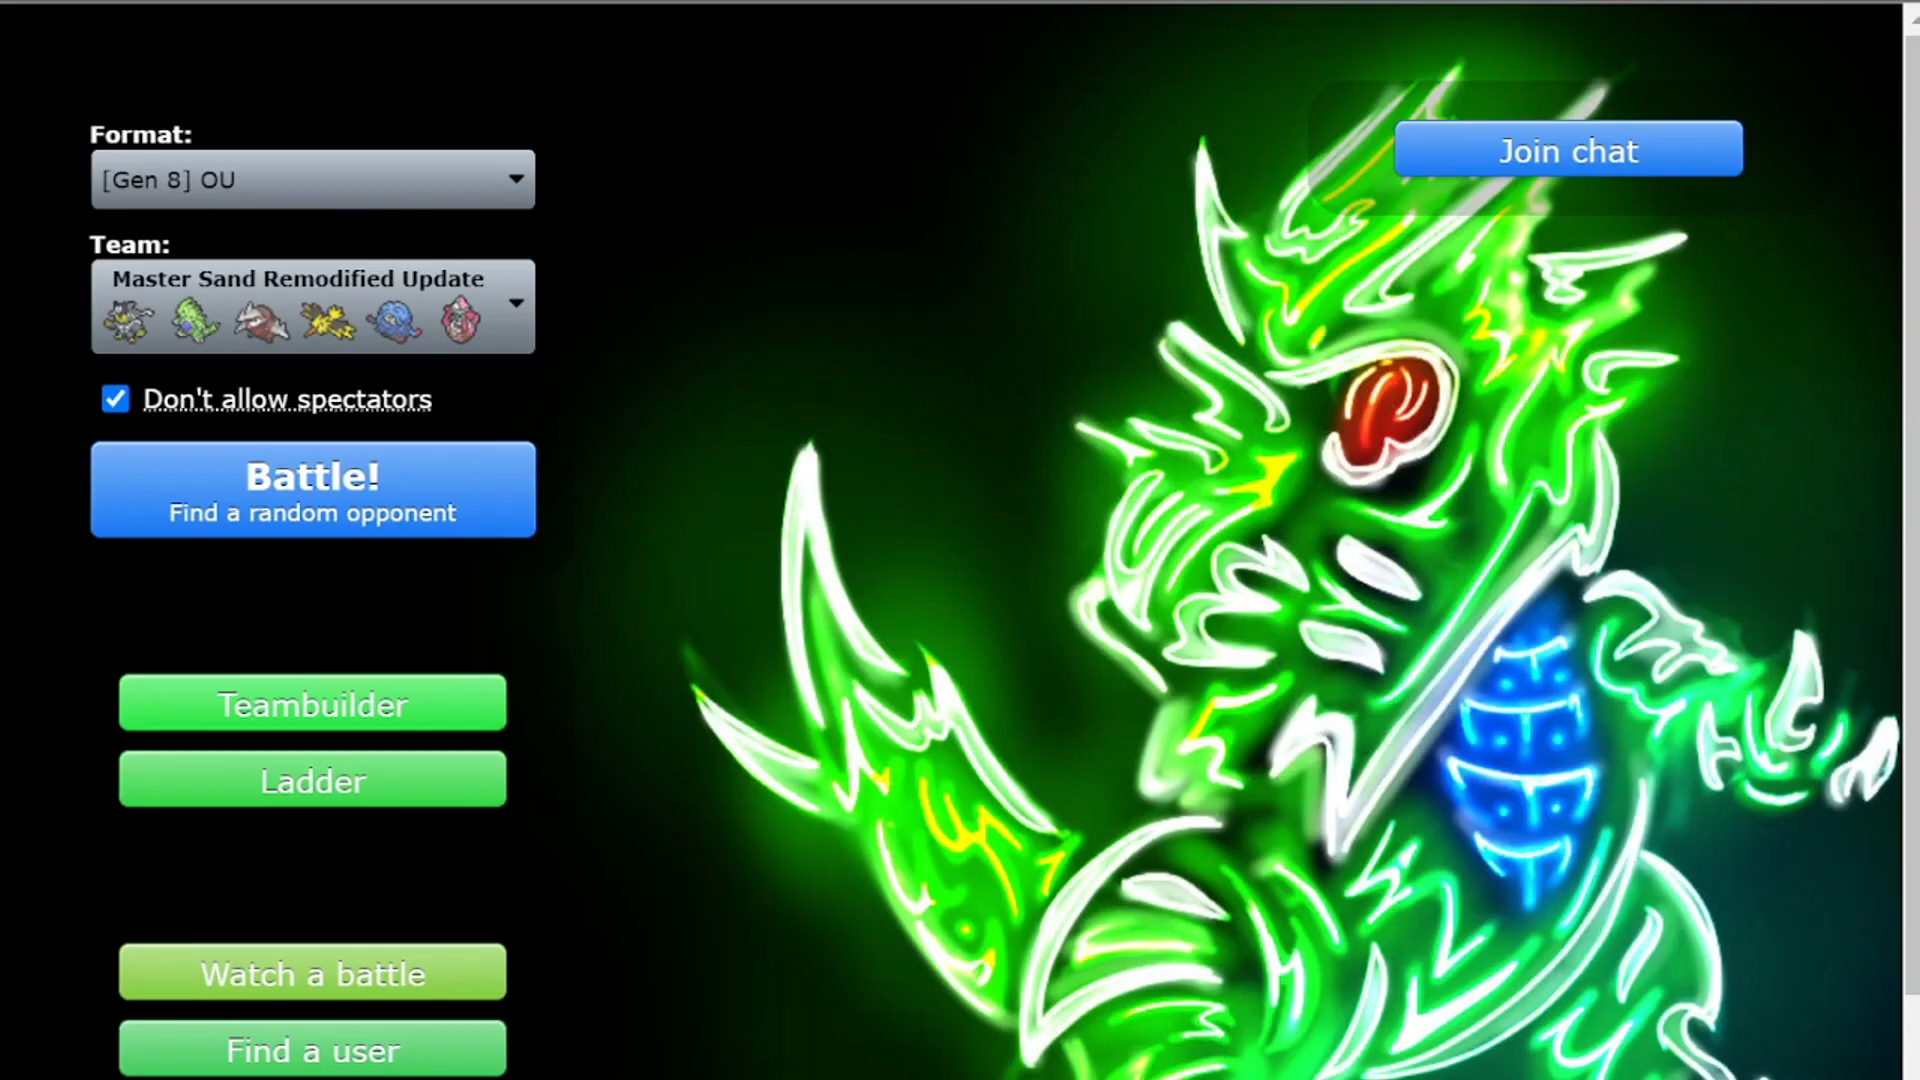 Format:
[Gen 8] OU
Team:
Master Sand Remodified Update
Don't allow spectators
Battle!
Find a random opponent
Teambuilder
Ladder
Watch a battle
Find a user
Join chat